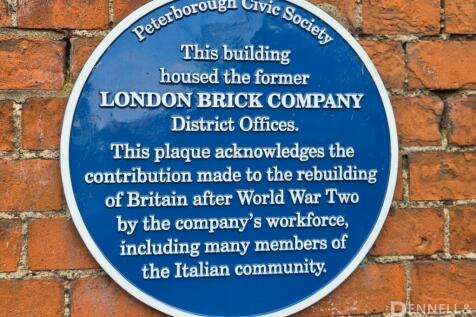 Peterborough Civic Society
This building
housed the former
LONDON BRICK COMPANY
District Offices.
This plaque acknowledges the
contribution made to the rebuilding
of Britain after World War Two
by the company's workforce,
including many members of
the Italian community.
DENNELL&